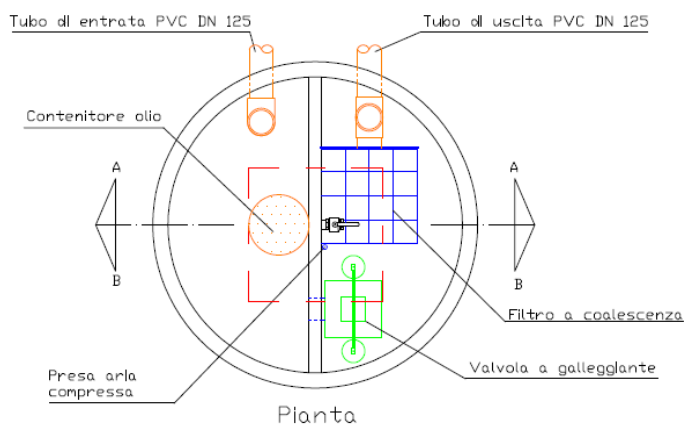 Tubo di entrata PVC DN 125
Tubo di uscita PVC DN 125
Contenitore olio
A
A
B
B
Filtro a coalescenza
Valvola a galleggiante
Presa aria
compressa
Pianta